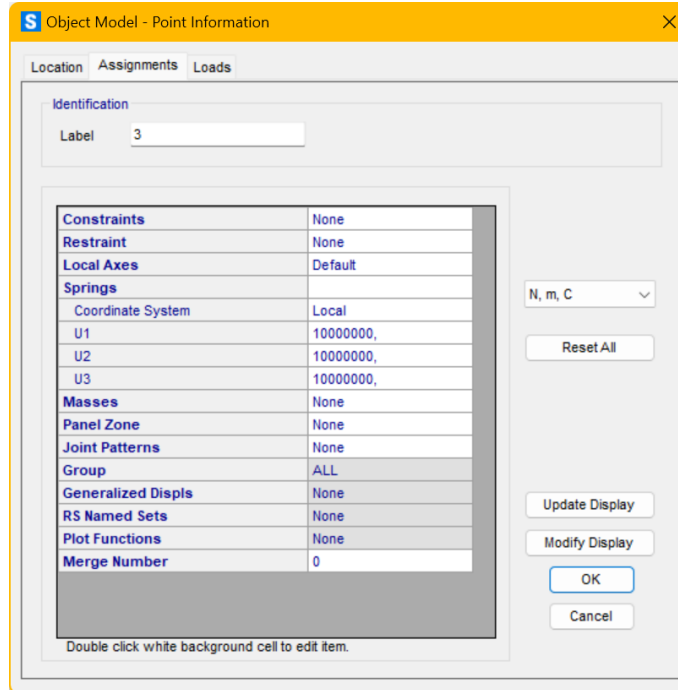 S Object Model - Point Information
Location Assignments Loads
Identification
Label 3
Constraints None
Restraint None
Local Axes Default
Springs
Coordinate System Local
U1 10000000,
U2 10000000,
U3 10000000,
Masses None
Panel Zone None
Joint Patterns None
Group ALL
Generalized Displs None
RS Named Sets None
Plot Functions None
Merge Number 0
Double click white background cell to edit item.
N, m, C
Reset All
Update Display
Modify Display
OK
Cancel